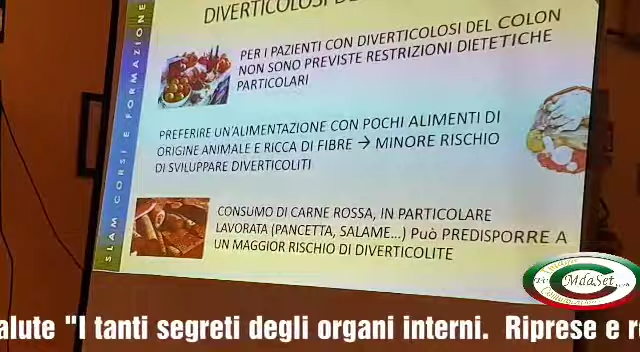 DIVERTICOLOSI
PER I PAZIENTI CON DIVERTICOLOSI DEL COLON
NON SONO PREVISTE RESTRIZIONI DIETETICHE
PARTICOLARI
PREFERIRE UN'ALIMENTAZIONE CON POCHI ALIMENTI DI
ORIGINE ANIMALE E RICCA DI FIBRE → MINORE RISCHIO
DI SVILUPPARE DIVERTICOLITI
CONSUMO DI CARNE ROSSA, IN PARTICOLARE
LAVORATA (PANCETTA, SALAME...) Può PREDISPORRE A
UN MAGGIOR RISCHIO DI DIVERTICOLITE
SLAM CORSI E FORMAZIONE
MdaSet
alute "I tanti segreti degli organi interni. Riprese e r